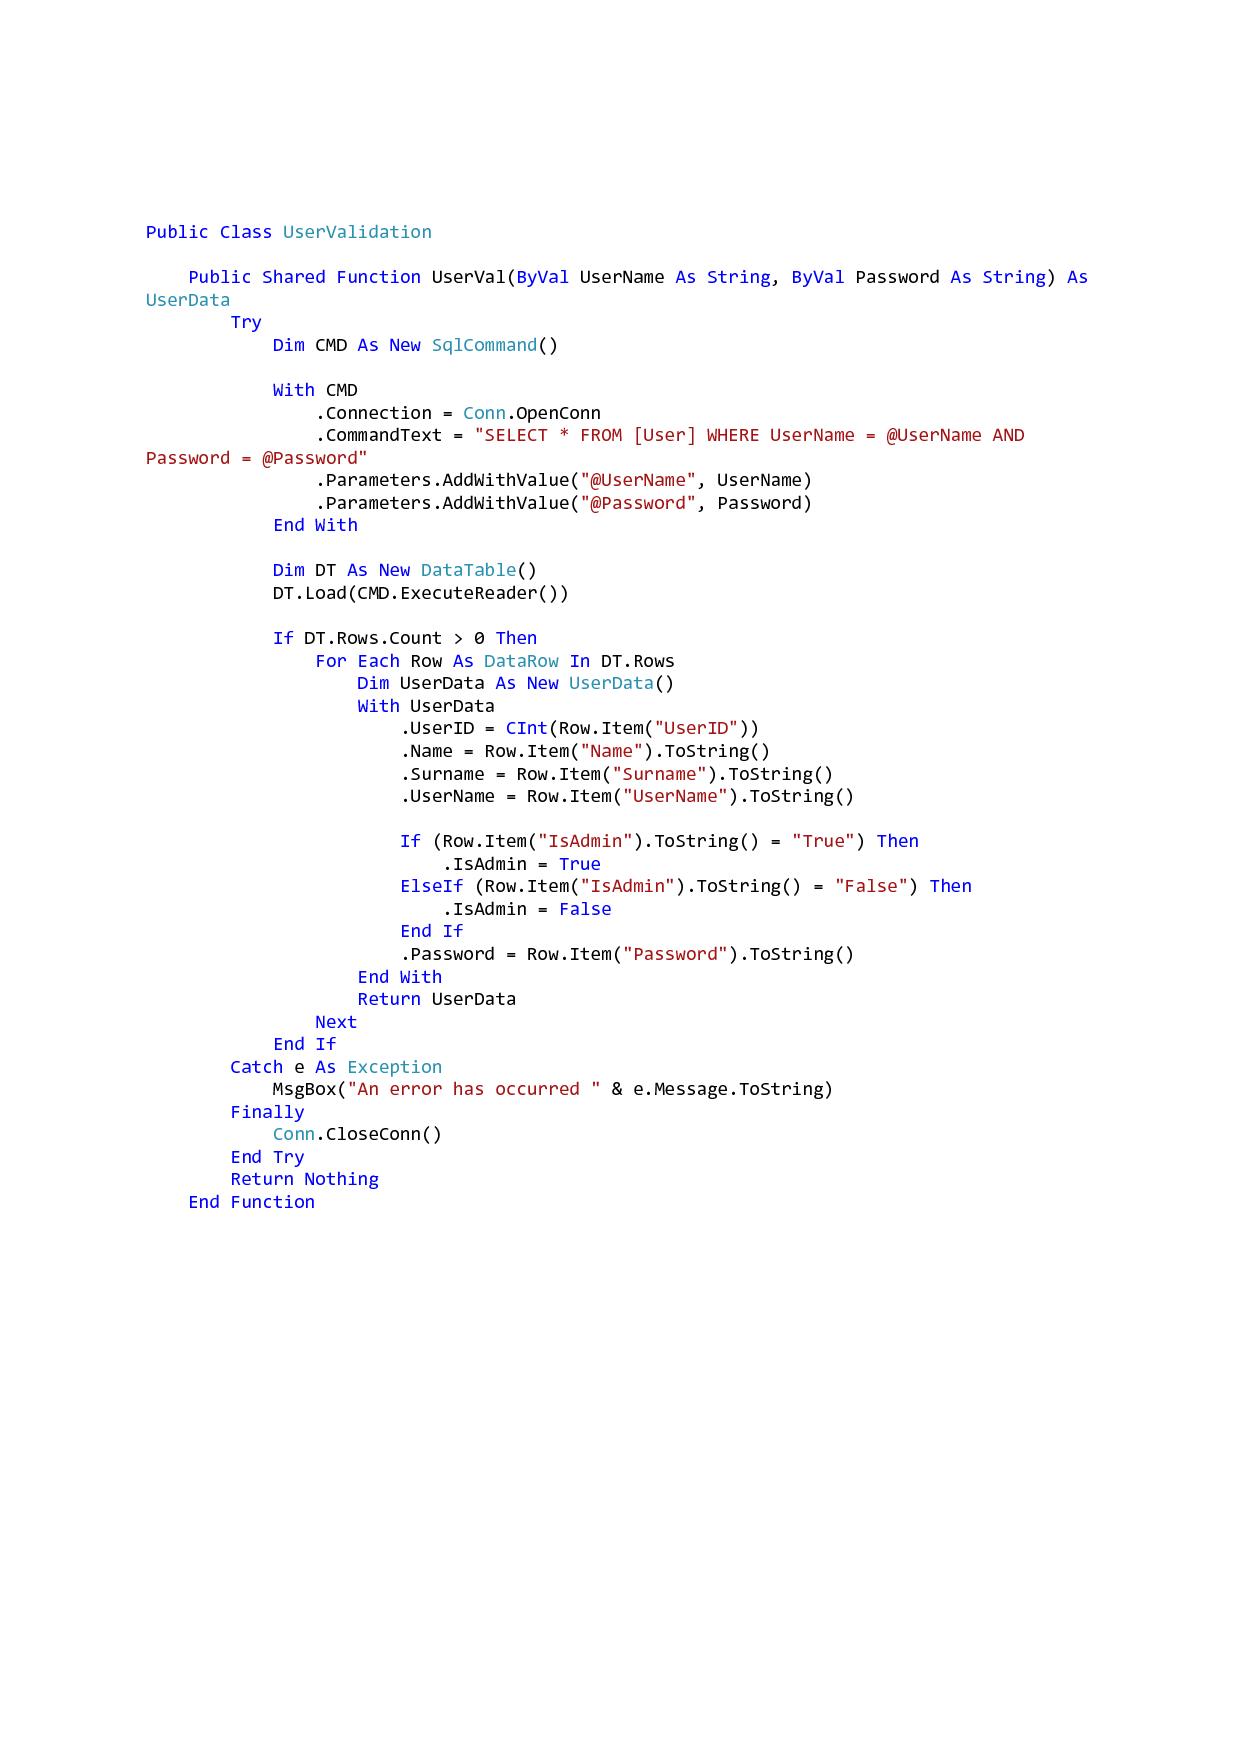 Public Class UserValidation
Public Shared Function UserVal(ByVal UserName As String, ByVal Password As String) As
UserData
Try
Dim CMD As New SqlCommand()
With CMD
.Connection = Conn.OpenConn
.CommandText = "SELECT * FROM [User] WHERE UserName = @UserName AND
Password = @Password"
.Parameters.AddWithValue("@UserName", UserName)
.Parameters.AddWithValue("@Password", Password)
End With
Dim DT As New DataTable()
DT.Load(CMD.ExecuteReader())
If DT.Rows.Count > 0 Then
For Each Row As DataRow In DT.Rows
Dim UserData As New UserData()
With UserData
.UserID = CInt(Row.Item("UserID"))
.Name = Row.Item("Name").ToString()
.Surname = Row.Item("Surname").ToString()
.UserName = Row.Item("UserName").ToString()
If (Row.Item("IsAdmin").ToString() = "True") Then
.IsAdmin = True
ElseIf (Row.Item("IsAdmin").ToString() = "False") Then
.IsAdmin = False
End If
.Password = Row.Item("Password").ToString()
End With
Return UserData
Next
End If
Catch e As Exception
MsgBox("An error has occurred " & e.Message.ToString)
Finally
Conn.CloseConn()
End Try
Return Nothing
End Function